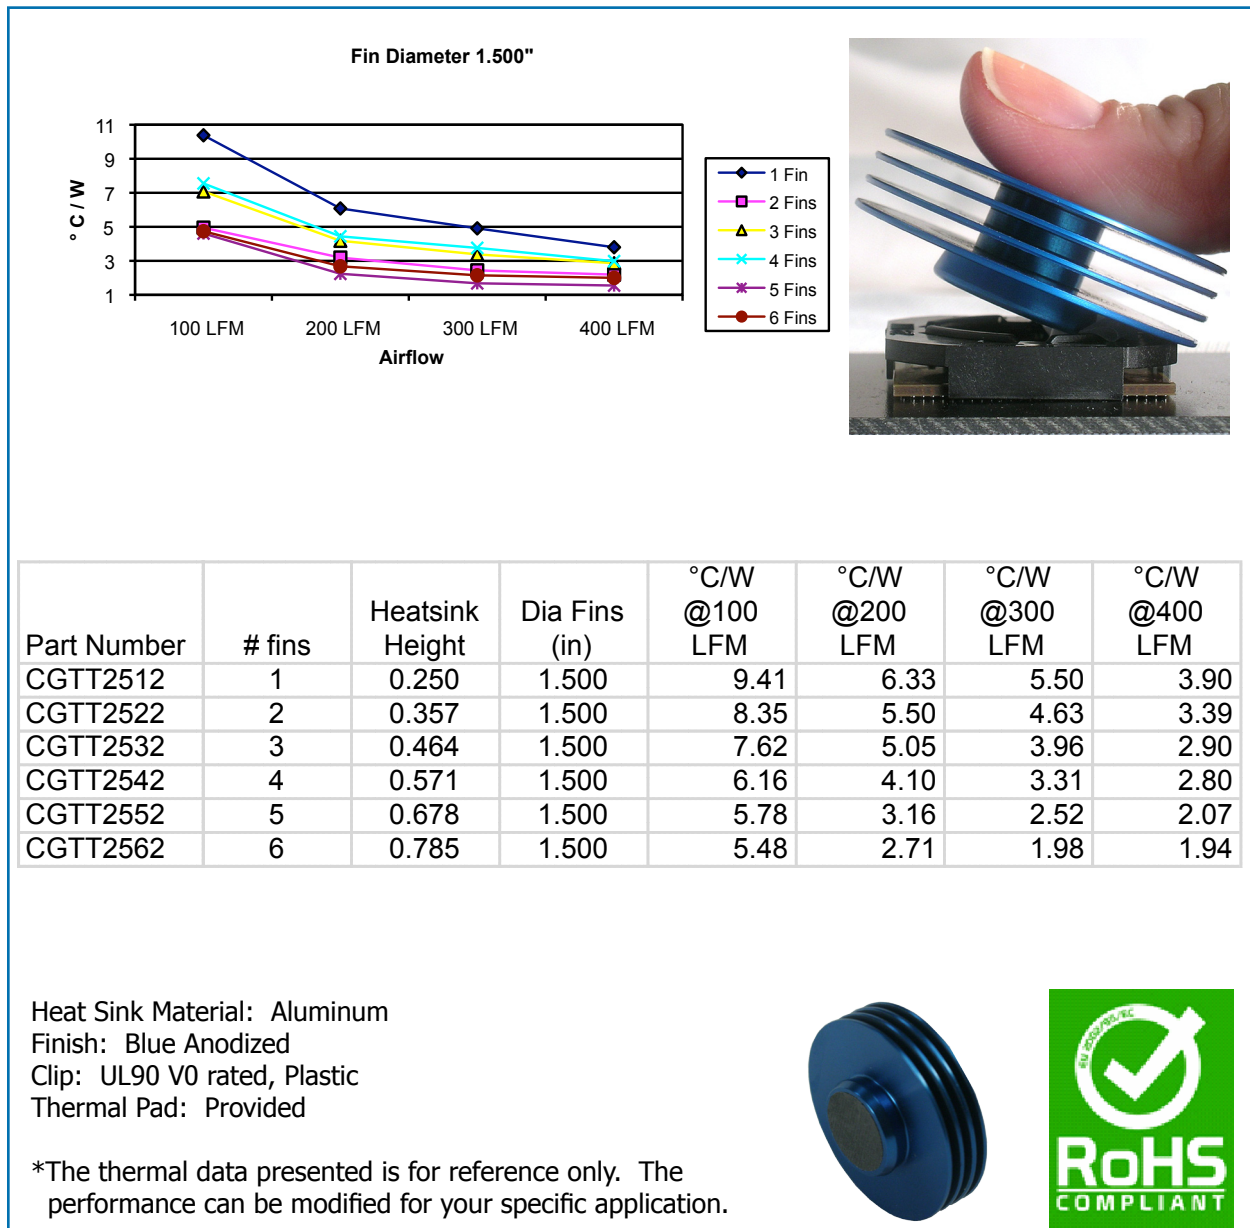 Fin Diameter 1.500"
11
9
7
5
3
1
° C / W
100 LFM 200 LFM 300 LFM 400 LFM
Airflow
1 Fin
2 Fins
3 Fins
4 Fins
5 Fins
6 Fins
Part Number # fins Heatsink Height Dia Fins (in) °C/W @100 LFM °C/W @200 LFM °C/W @300 LFM °C/W @400 LFM
CGTT2512 1 0.250 1.500 9.41 6.33 5.50 3.90
CGTT2522 2 0.357 1.500 8.35 5.50 4.63 3.39
CGTT2532 3 0.464 1.500 7.62 5.05 3.96 2.90
CGTT2542 4 0.571 1.500 6.16 4.10 3.31 2.80
CGTT2552 5 0.678 1.500 5.78 3.16 2.52 2.07
CGTT2562 6 0.785 1.500 5.48 2.71 1.98 1.94
Heat Sink Material: Aluminum
Finish: Blue Anodized
Clip: UL90 V0 rated, Plastic
Thermal Pad: Provided
*The thermal data presented is for reference only. The
performance can be modified for your specific application.
EU 2002/95/EC
RoHS
COMPLIANT